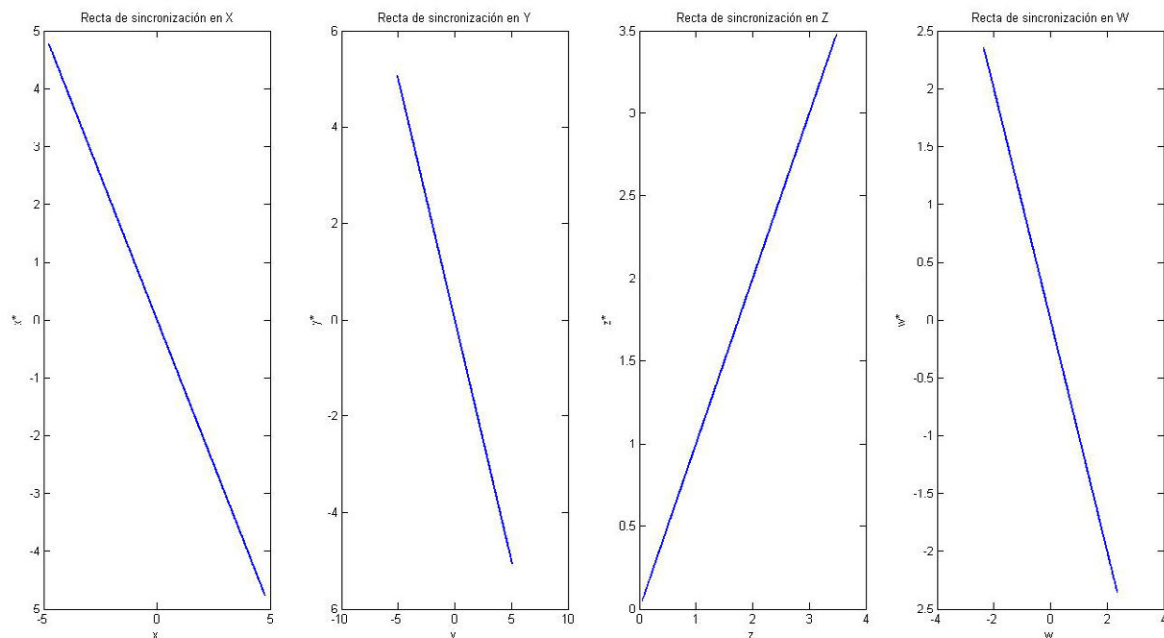 Recta de sincronización en X
5
4
3
2
1
0
-1
-2
-3
-4
5
-5 0 5
x*
x
Recta de sincronización en Y
6
4
2
0
-2
-4
6
-10 -5 0 5 10
y*
y
Recta de sincronización en Z
3.5
3
2.5
2
1.5
1
0.5
0
0 1 2 3 4
z*
z
Recta de sincronización en W
2.5
2
1.5
1
0.5
0
-0.5
-1
-1.5
-2
2.5
-4 -2 0 2 4
w*
w